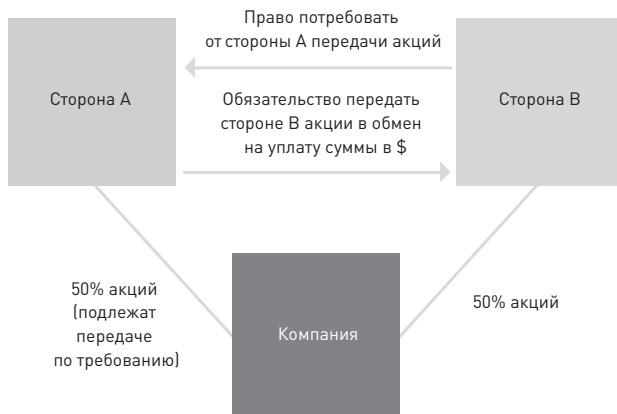 Право потребовать
от стороны А передачи акций
Сторона А
Обязательство передать
стороне В акции в обмен
на уплату суммы в $
Сторона В
50% акций
(подлежат
передаче
по требованию)
Компания
50% акций